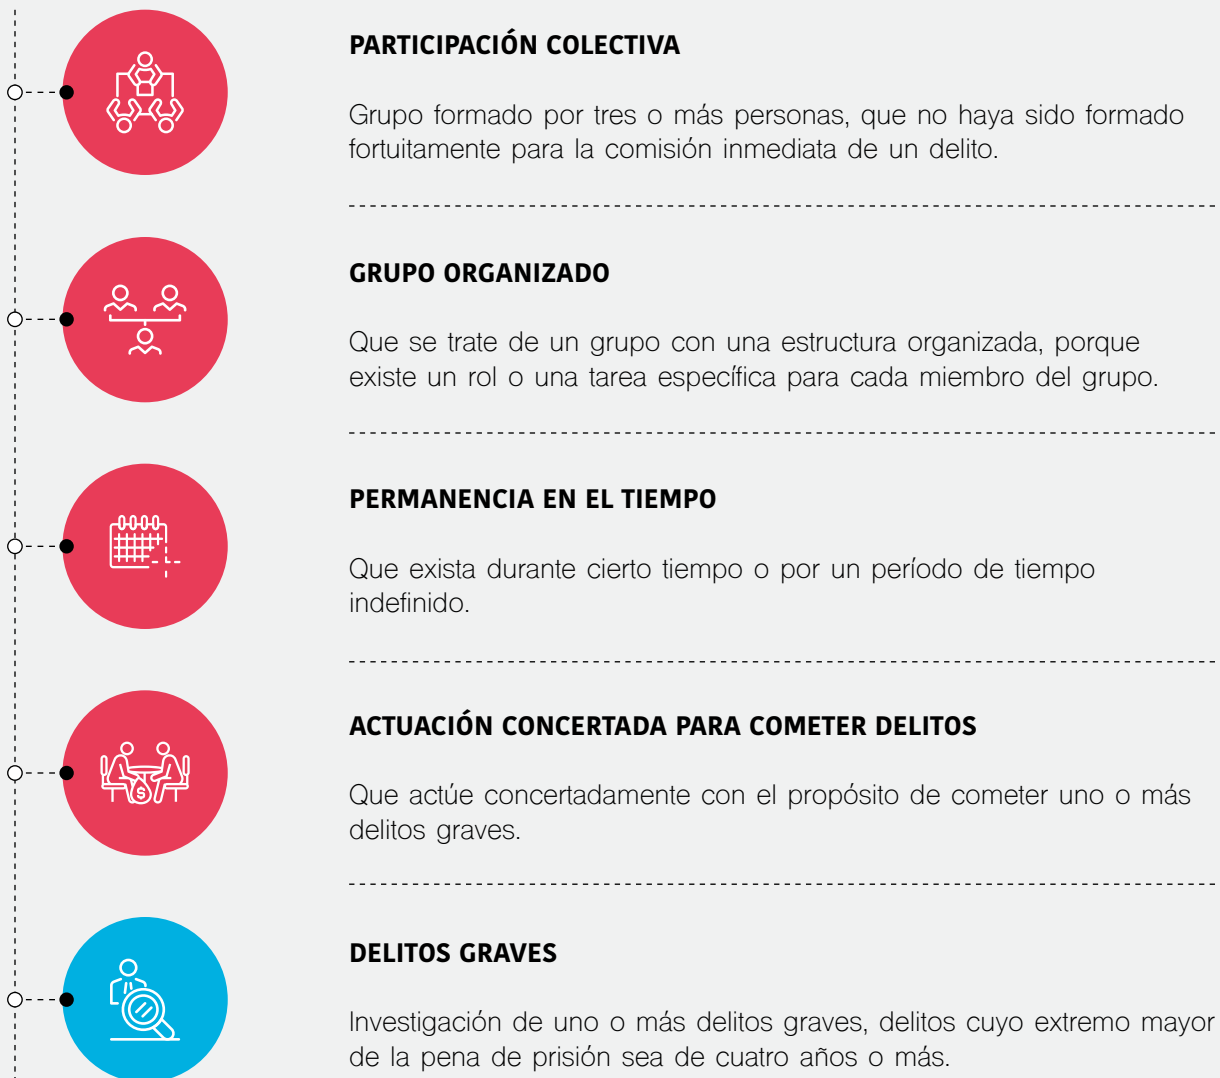 PARTICIPACIÓN COLECTIVA
Grupo formado por tres o más personas, que no haya sido formado
fortuitamente para la comisión inmediata de un delito.
GRUPO ORGANIZADO
Que se trate de un grupo con una estructura organizada, porque
existe un rol o una tarea específica para cada miembro del grupo.
PERMANENCIA EN EL TIEMPO
Que exista durante cierto tiempo o por un período de tiempo
indefinido.
ACTUACIÓN CONCERTADA PARA COMETER DELITOS
Que actúe concertadamente con el propósito de cometer uno o más
delitos graves.
$
DELITOS GRAVES
Investigación de uno o más delitos graves, delitos cuyo extremo mayor
de la pena de prisión sea de cuatro años o más.